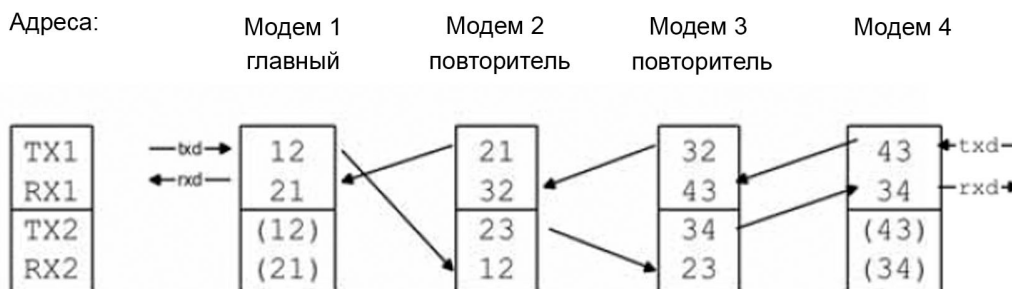 Адреса: Модем 1 Модем 2 Модем 3 Модем 4
главный повторитель повторитель
TX1 txd 12 21 32 43 txd
RX1 rxd 21 32 43 34 rxd
TX2 (12) 23 34 (43)
RX2 (21) 12 23 (34)